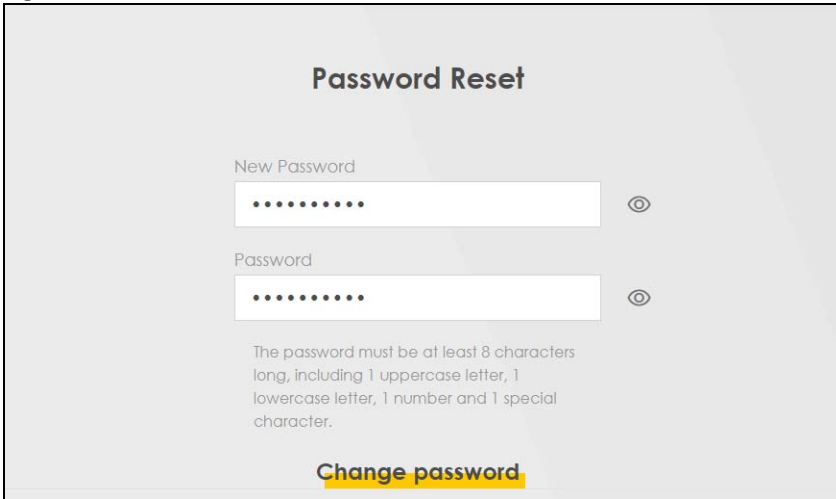 Password Reset
New Password
••••••••••
Password
••••••••••
The password must be at least 8 characters
long, including 1 uppercase letter, 1
lowercase letter, 1 number and 1 special
character.
Change password